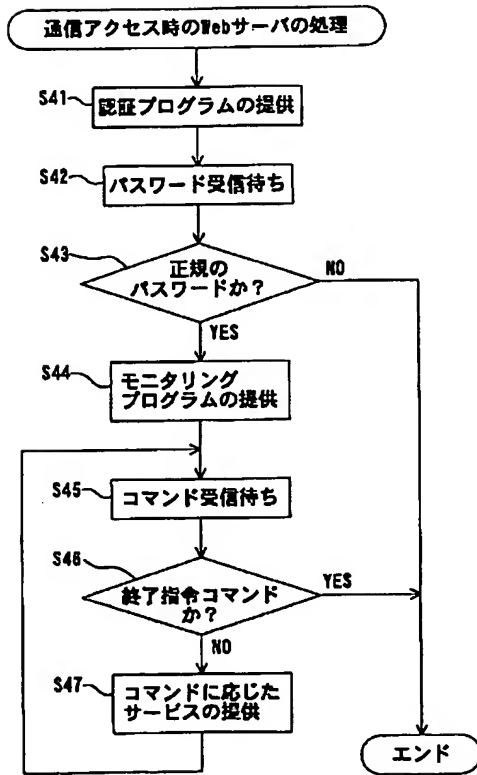 通信アクセス時のWebサーバの処理
S41
認証プログラムの提供
S42
パスワード受信待ち
S43
正規の
パスワードか？
NO
YES
S44
モニタリング
プログラムの提供
S45
コマンド受信待ち
S46
終了指令コマンド
か？
YES
NO
S47
コマンドに応じた
サービスの提供
エンド